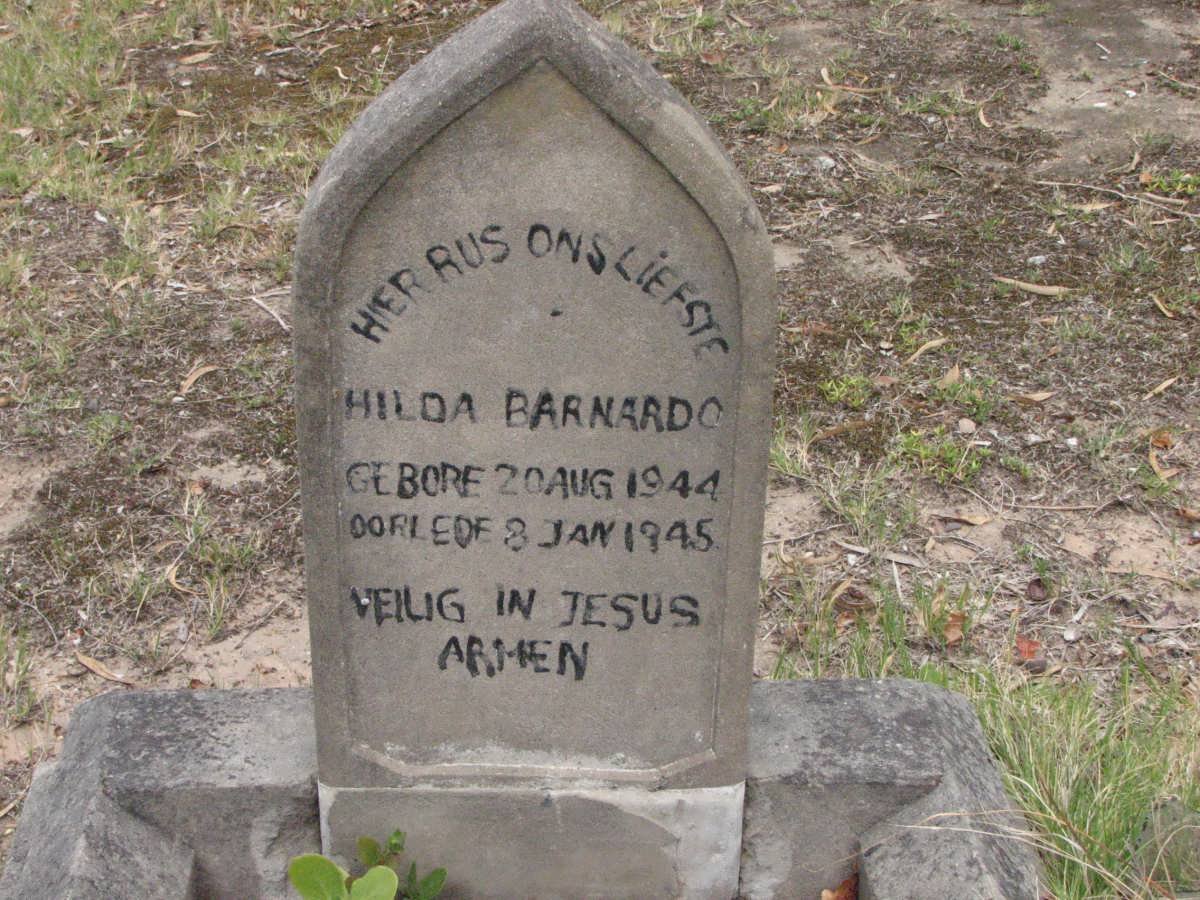 HIER RUS ONS LIEFSTE
HILDA BARNARDO
GEBORE 20 AUG 1944
OORLEDE 8 JAN 1945.
VEILIG IN JESUS
ARMEN